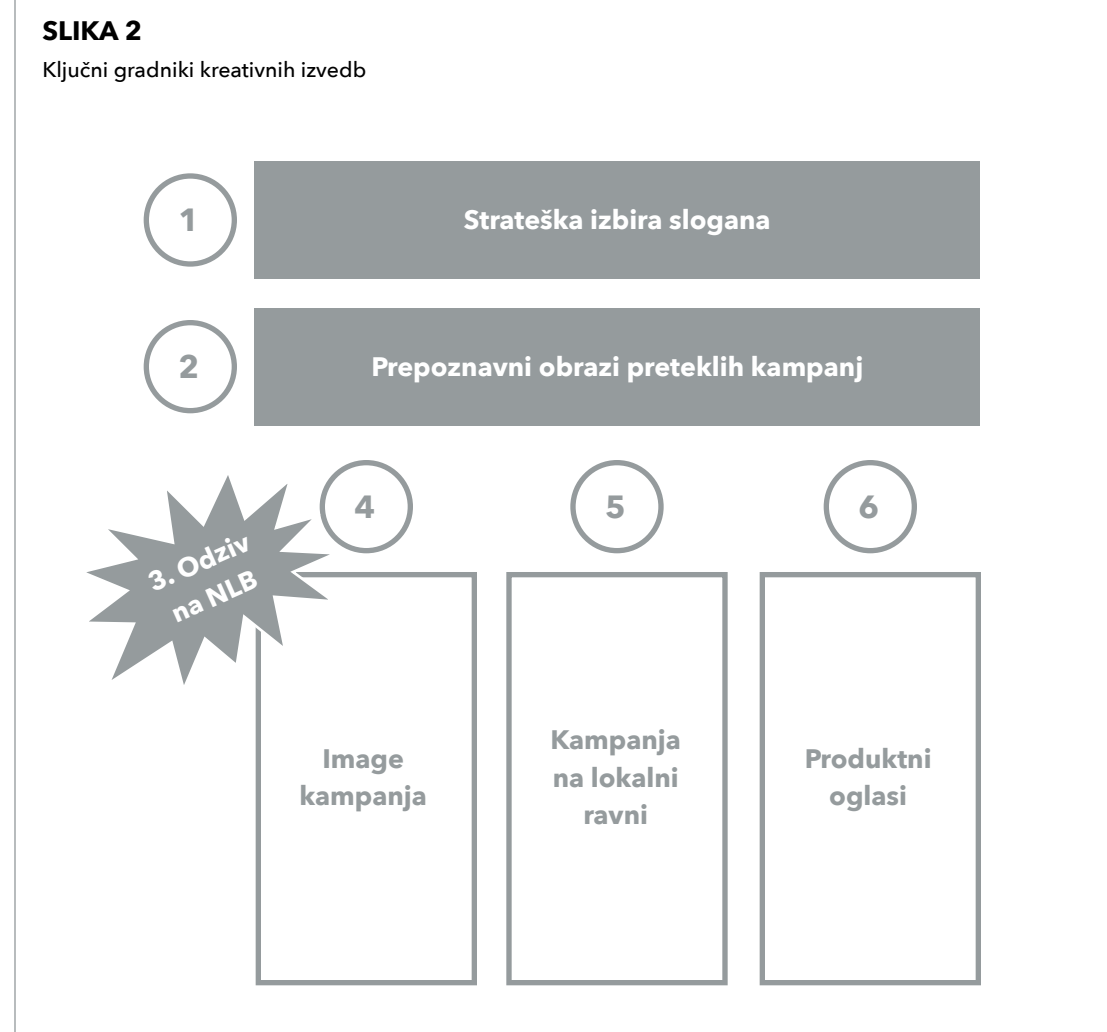 SLIKA 2
Ključni gradniki kreativnih izvedb
1
Strateška izbira slogana
2
Prepoznavni obrazi preteklih kampanj
3. Odziv
na NLB
4
5
6
Image
kampanja
Kampanja
na lokalni
ravni
Produktni
oglasi